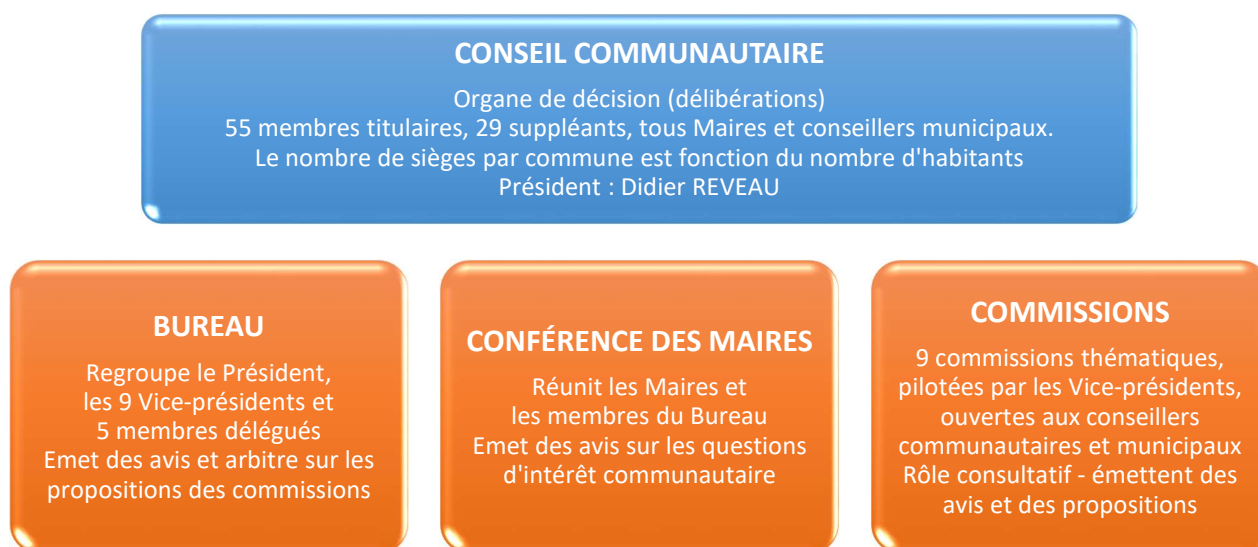 CONSEIL COMMUNAUTAIRE
Organe de décision (délibérations)
55 membres titulaires, 29 suppléants, tous Maires et conseillers municipaux.
Le nombre de sièges par commune est fonction du nombre d'habitants
Président : Didier REVEAU
BUREAU
Regroupe le Président,
les 9 Vice-présidents et
5 membres délégués
Emet des avis et arbitre sur les
propositions des commissions
CONFÉRENCE DES MAIRES
Réunit les Maires et
les membres du Bureau
Emet des avis sur les questions
d'intérêt communautaire
COMMISSIONS
9 commissions thématiques,
pilotées par les Vice-présidents,
ouvertes aux conseillers
communautaires et municipaux
Rôle consultatif - émettent des
avis et des propositions